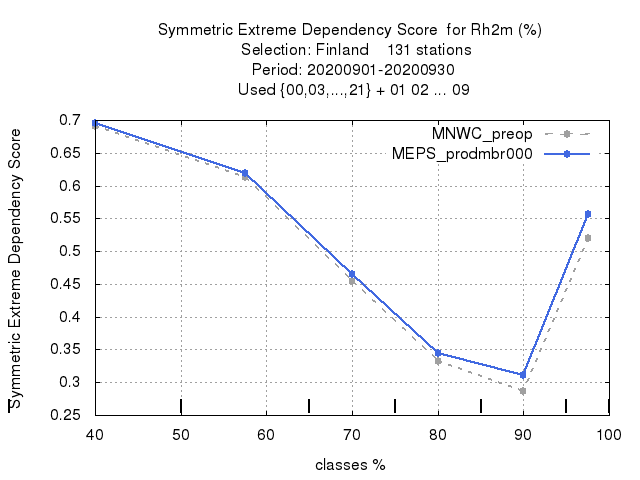 Symmetric Extreme Dependency Score for Rh2m (%)
Selection: Finland 131 stations
Period: 20200901-20200930
Used {00,03,...,21} + 01 02 ... 09
Symmetric Extreme Dependency Score
0.7
0.65
0.6
0.55
0.5
0.45
0.4
0.35
0.3
0.25
MNWC_preop
MEPS_prodmbr000
40 50 60 70 80 90 100
classes %